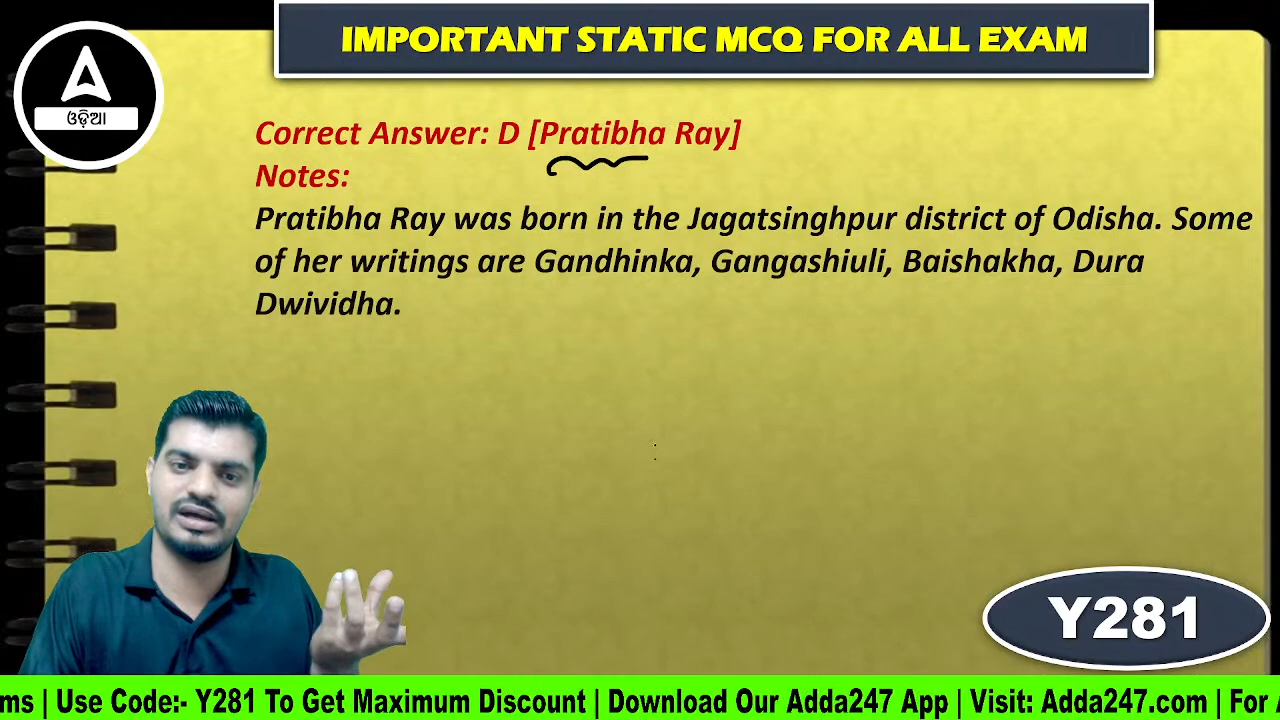 IMPORTANT STATIC MCQ FOR ALL EXAM
ଓଡ଼ିଆ
Correct Answer: D [Pratibha Ray]
Notes:
Pratibha Ray was born in the Jagatsinghpur district of Odisha. Some
of her writings are Gandhinka, Gangashiuli, Baishakha, Dura
Dwividha.
Y281
ms | Use Code:- Y281 To Get Maximum Discount | Download Our Adda247 App | Visit: Adda247.com | For